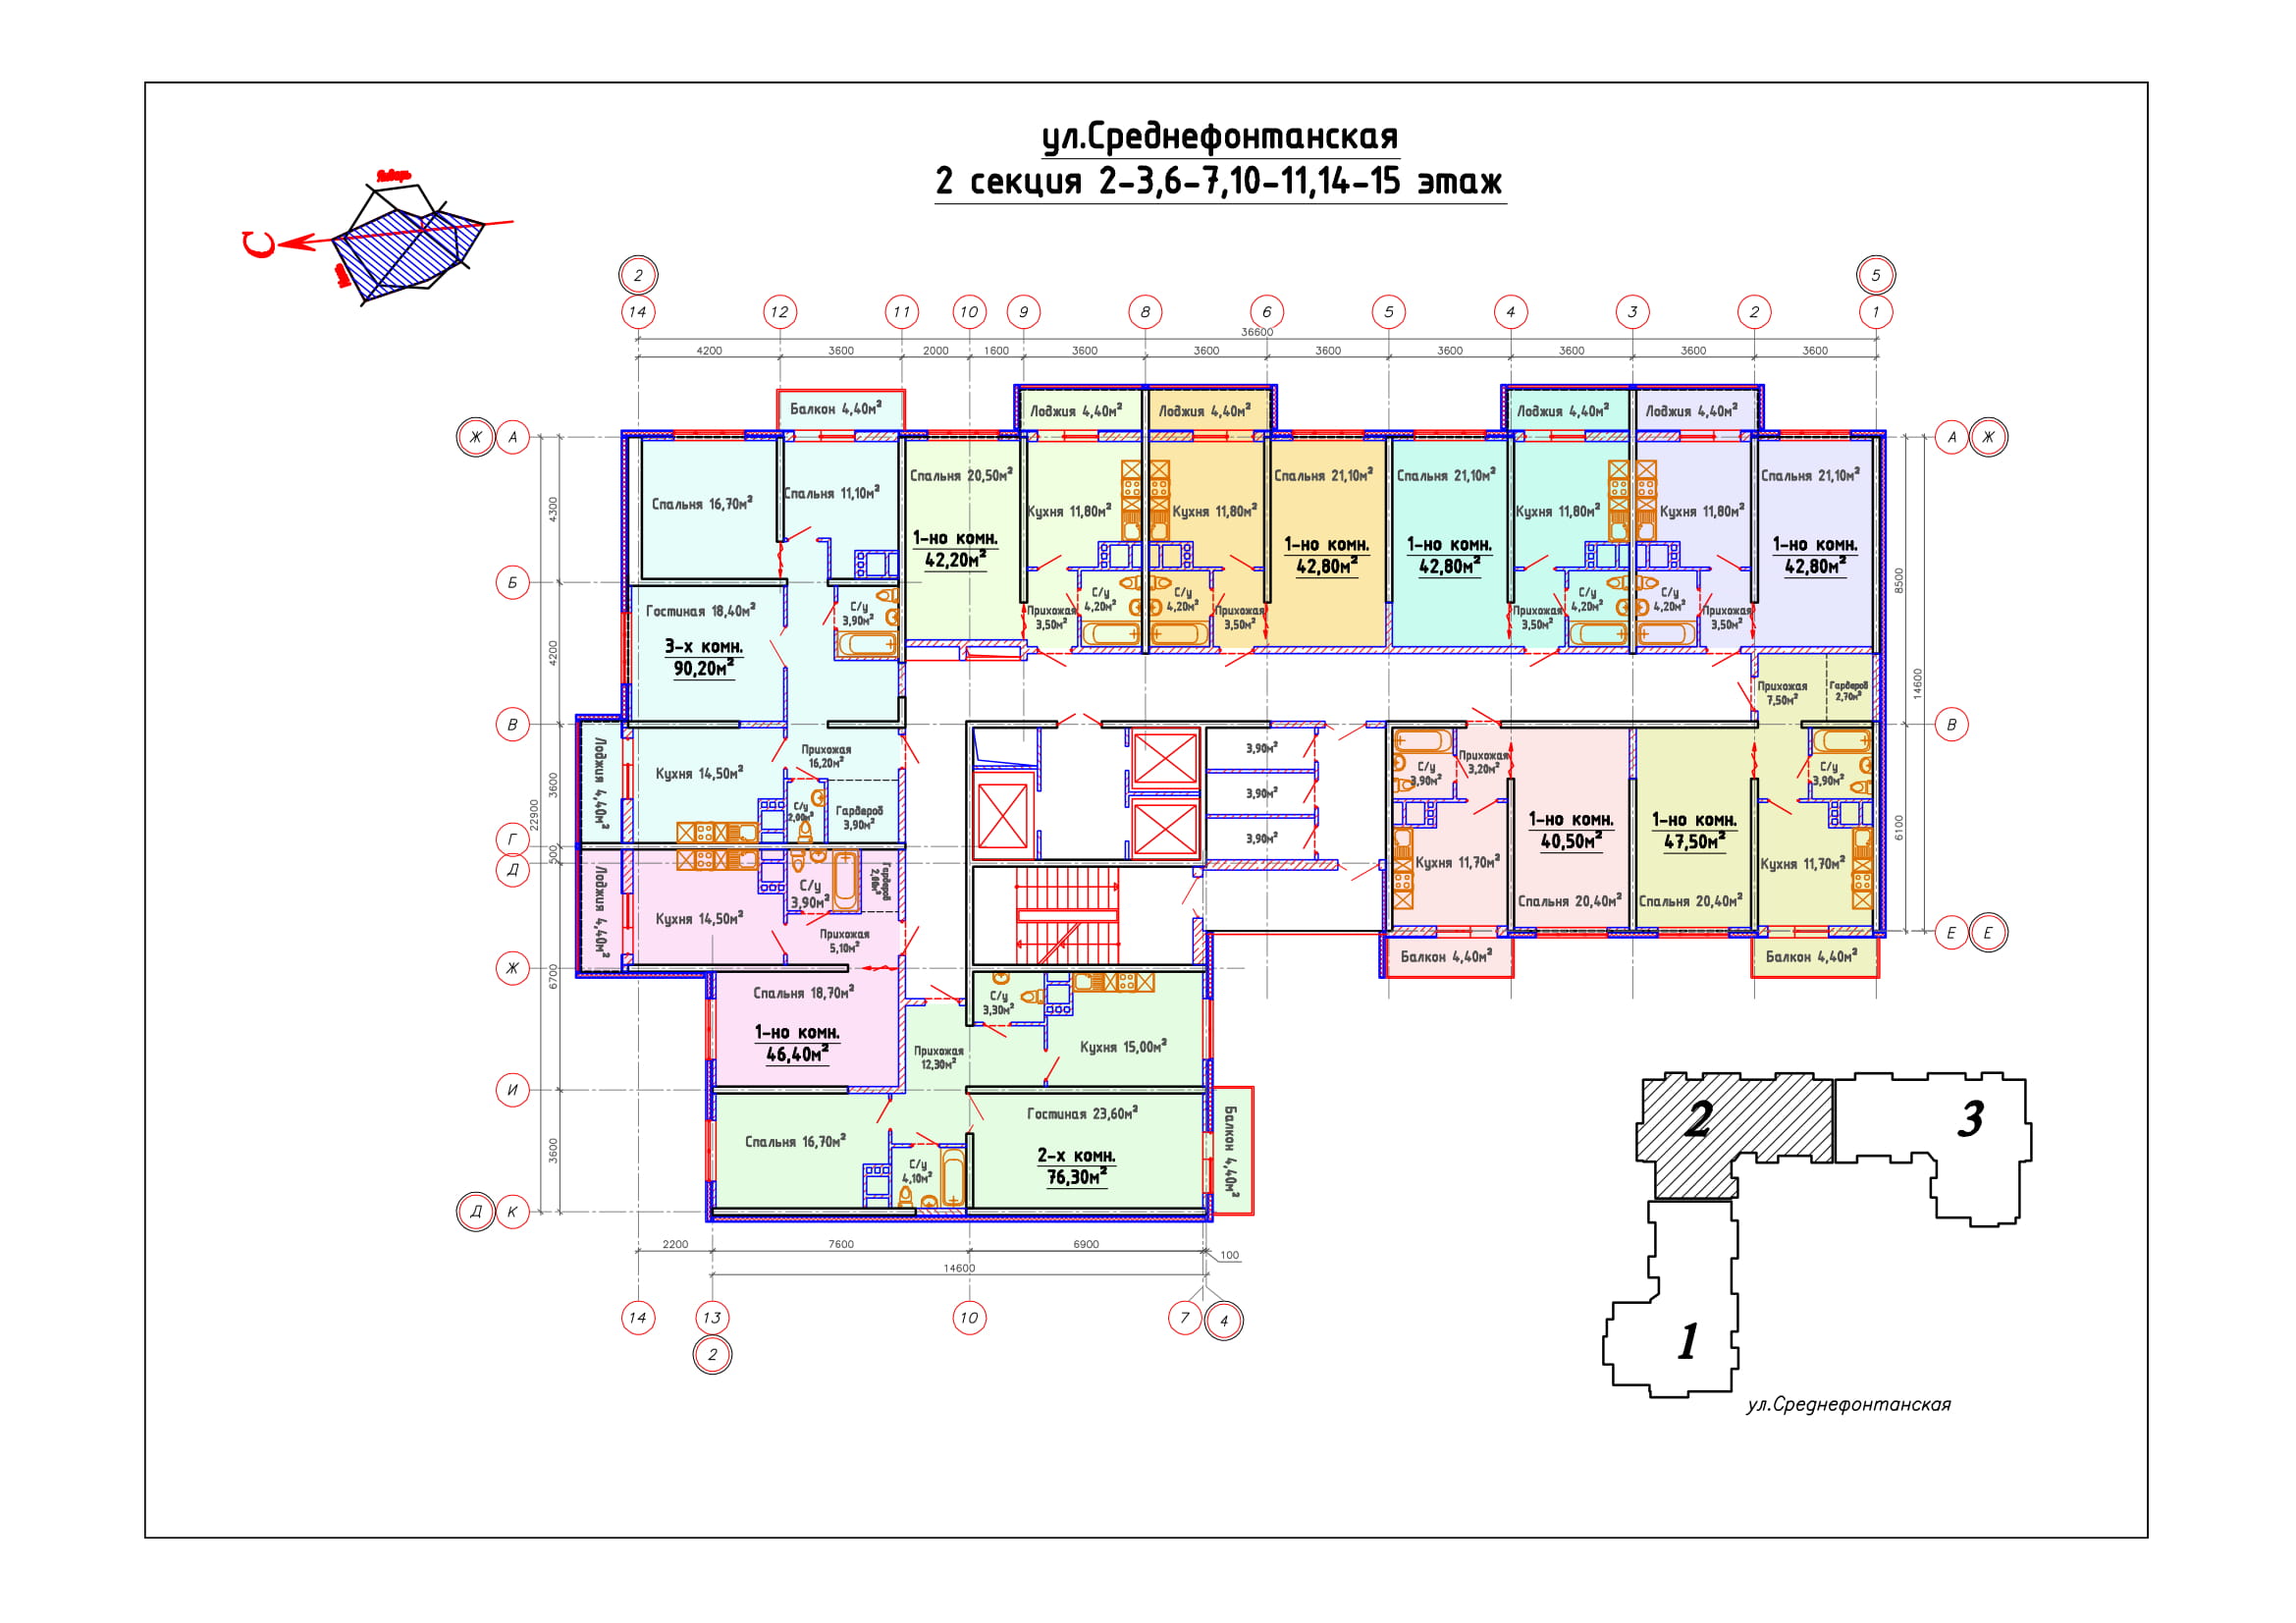 ул.Среднефонтанская
2 секция 2-3,6-7,10-11,14-15 этаж
С
2
5
14
12
11
10
9
8
6
5
4
3
2
1
36600
4200
3600
2000
1600
3600
3600
3600
3600
3600
3600
3600
Балкон 4,40м²
Лоджия 4,40м²
Лоджия 4,40м²
Лоджия 4,40м²
Лоджия 4,40м²
Ж
А
А
Ж
Спальня 16,70м²
Спальня 11,10м²
Спальня 20,50м²
Кухня 11,80м²
1-но комн.
42,20м²
Кухня 11,80м²
Спальня 21,10м²
1-но комн.
42,80м²
Спальня 21,10м²
Кухня 11,80м²
1-но комн.
42,80м²
Кухня 11,80м²
Спальня 21,10м²
1-но комн.
42,80м²
4300
8500
Б
Гостиная 18,40м²
3-х комн.
90,20м²
С/у
3,90м²
Прихожая
3,50м²
С/у
4,20м²
С/у
4,20м²
Прихожая
3,50м²
Прихожая
3,50м²
С/у
4,20м²
С/у
4,20м²
Прихожая
3,50м²
4200
14600
Прихожая
7,50м²
Гардероб
2,70м²
В
В
Лоджия 4,40м²
Кухня 14,50м²
Прихожая
16,20м²
С/у
2,00м²
Гардероб
3,90м²
3,90м²
3,90м²
3,90м²
С/у
3,90м²
Прихожая
3,20м²
С/у
3,90м²
3600
22900
6100
1-но комн.
40,50м²
1-но комн.
47,50м²
Г
500
Д
Лоджия 4,40м²
Кухня 14,50м²
С/у
3,90м²
Гардероб
Прихожая
5,10м²
Кухня 11,70м²
Спальня 20,40м²
Спальня 20,40м²
Кухня 11,70м²
Е
Е
Балкон 4,40м²
Балкон 4,40м²
Ж
6700
Спальня 18,70м²
1-но комн.
46,40м²
С/у
3,30м²
Прихожая
12,30м²
Кухня 15,00м²
И
3600
Спальня 16,70м²
С/у
4,10м²
Гостиная 23,60м²
2-х комн.
76,30м²
Балкон 4,40м²
Д
К
2200
7600
6900
100
14600
14
13
10
7
4
2
2
3
1
ул.Среднефонтанская